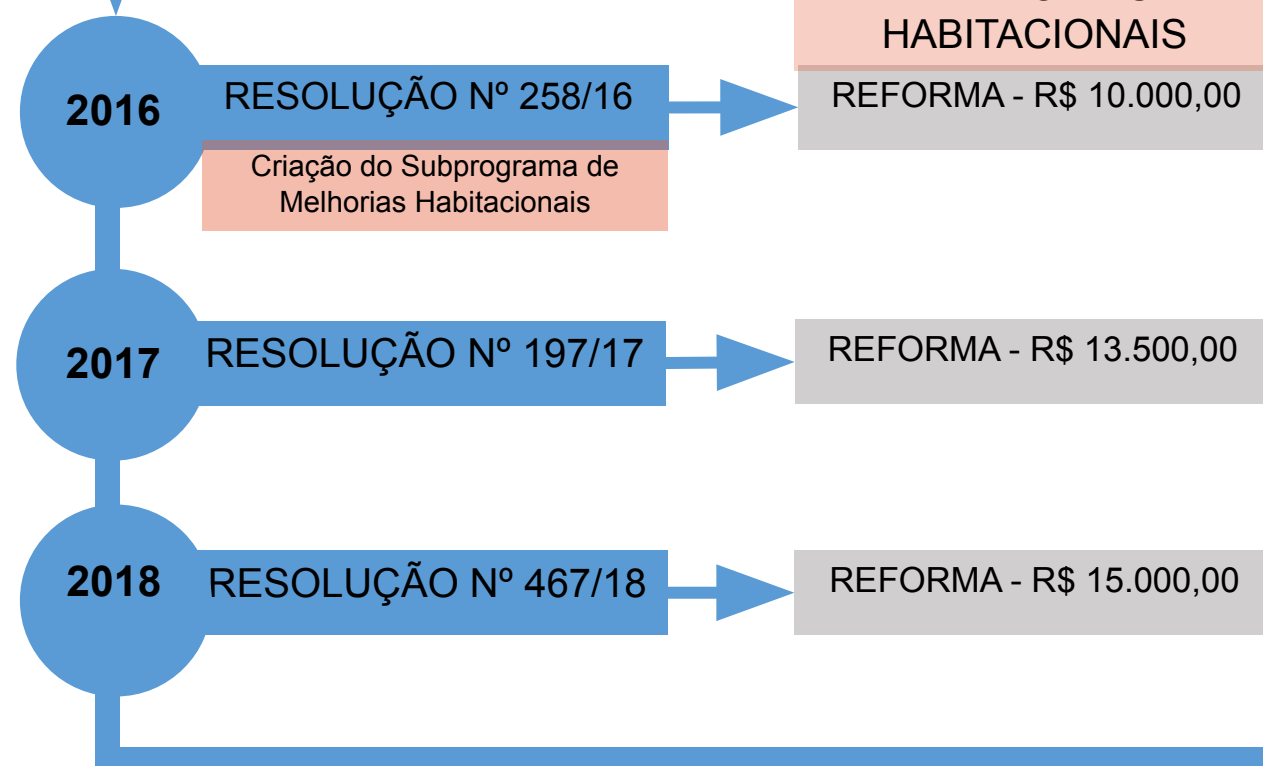 HABITACIONAIS
2016
RESOLUÇÃO Nº 258/16
REFORMA - R$ 10.000,00
Criação do Subprograma de
Melhorias Habitacionais
2017
RESOLUÇÃO Nº 197/17
REFORMA - R$ 13.500,00
2018
RESOLUÇÃO Nº 467/18
REFORMA - R$ 15.000,00